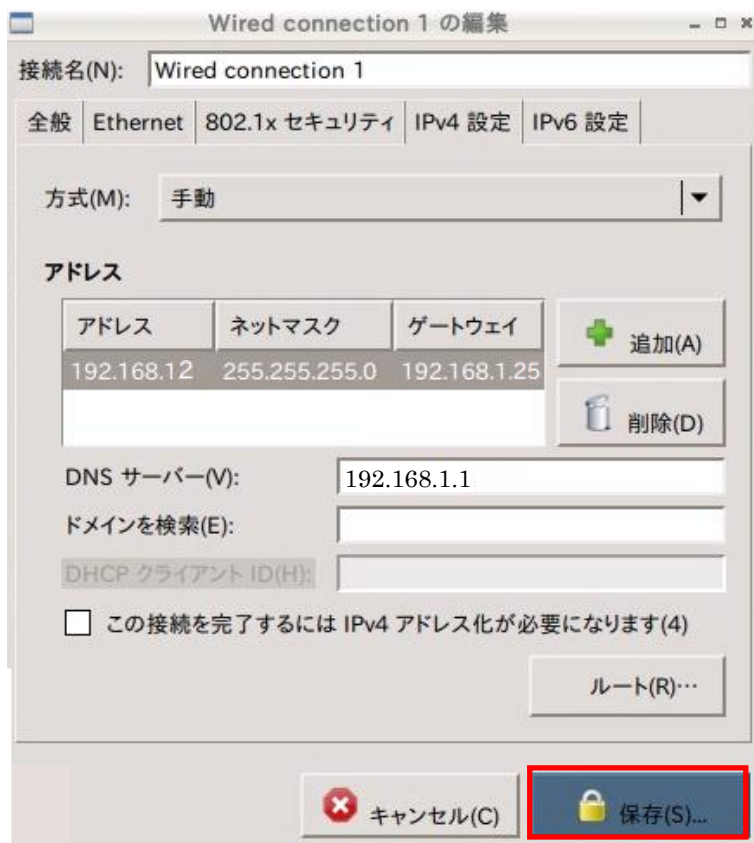 Wired connection 1 の編集
接続名(N): Wired connection 1
全般 Ethernet 802.1x セキュリティ IPv4 設定 IPv6 設定
方式(M): 手動
アドレス
アドレス ネットマスク ゲートウェイ
192.168.12 255.255.255.0 192.168.1.25
追加(A)
削除(D)
DNS サーバー(V): 192.168.1.1
ドメインを検索(E):
DHCP クライアント ID(H):
この接続を完了するには IPv4 アドレス化が必要になります(4)
ルート(R)…
キャンセル(C) 保存(S)...